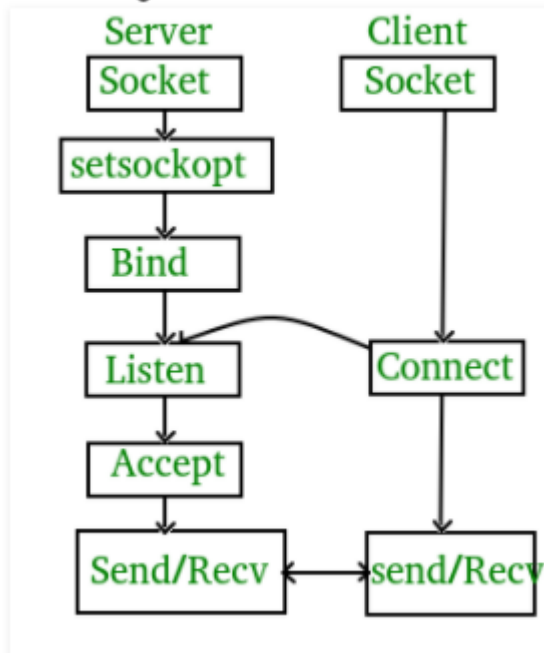 Server
Client
Socket
Socket
setsockopt
Bind
Listen
Connect
Accept
Send/Recv
send/Recv